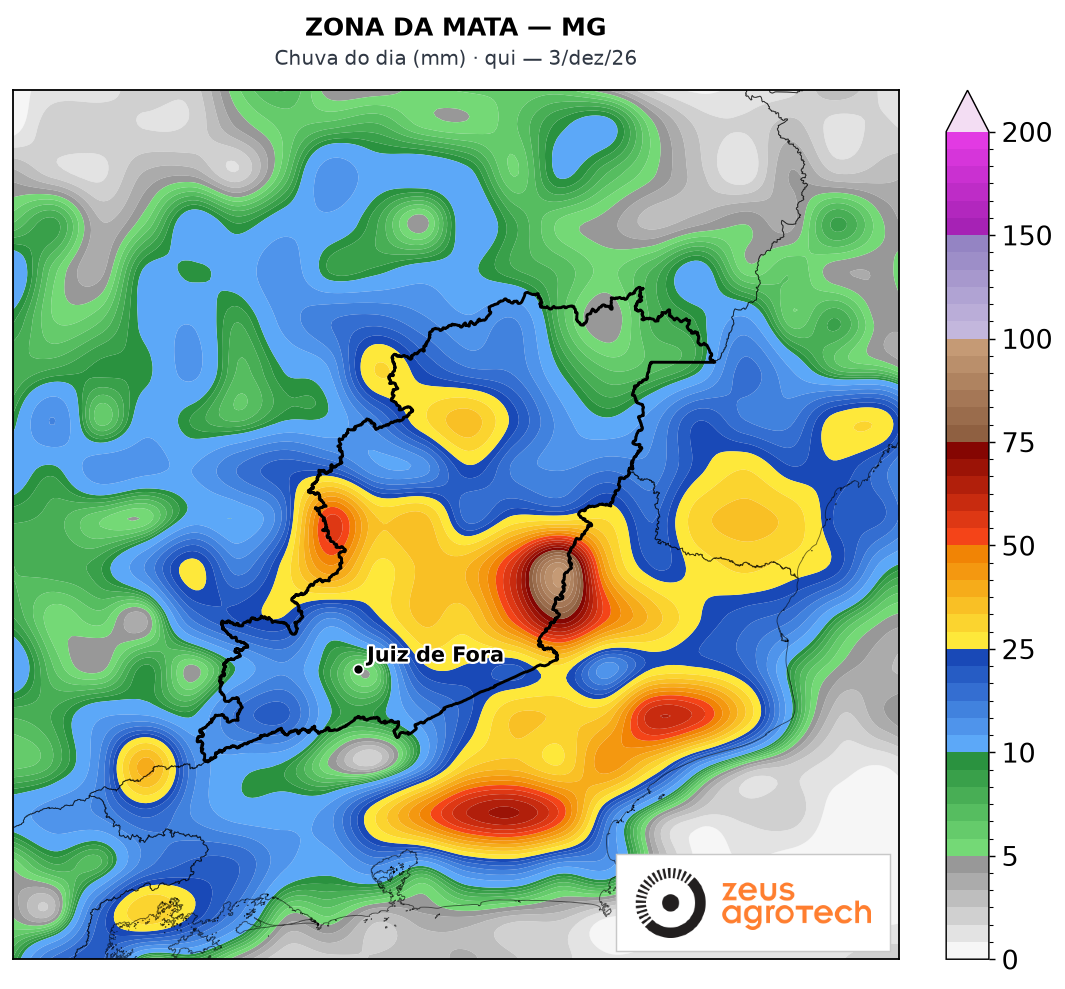 ZONA DA MATA — MG
Chuva do dia (mm) · qui — 3/dez/26
200
150
100
75
50
25
10
5
0
Juiz de Fora
zeus
agrotech